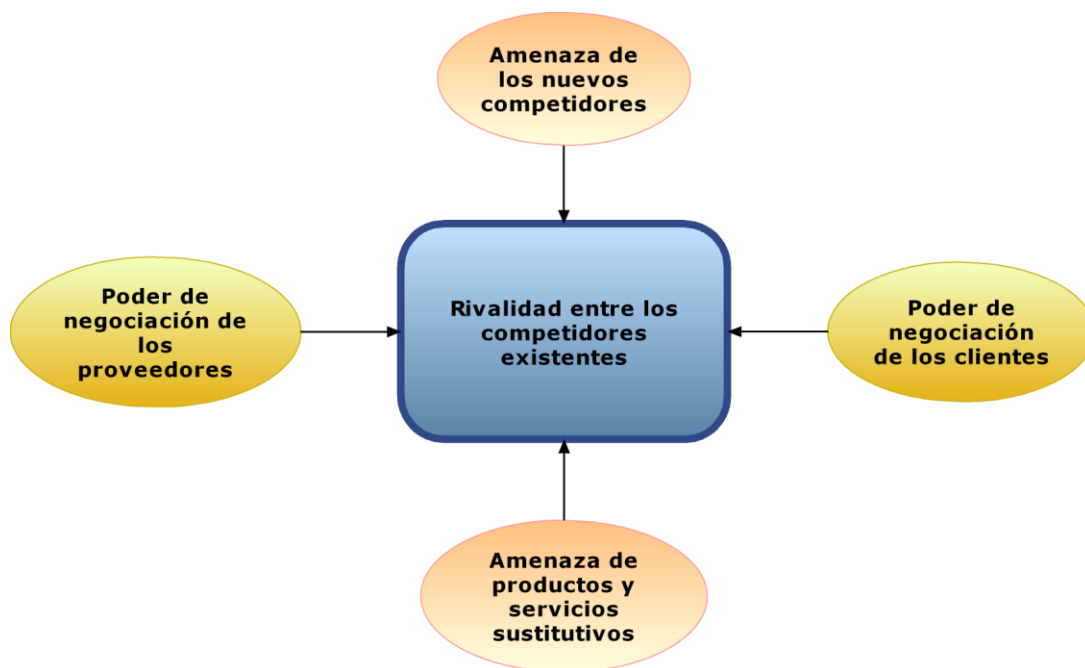 Amenaza de
los nuevos
competidores
Poder de
negociación de
los
proveedores
Rivalidad entre los
competidores
existentes
Poder de
negociación
de los clientes
Amenaza de
productos y
servicios
sustitutivos